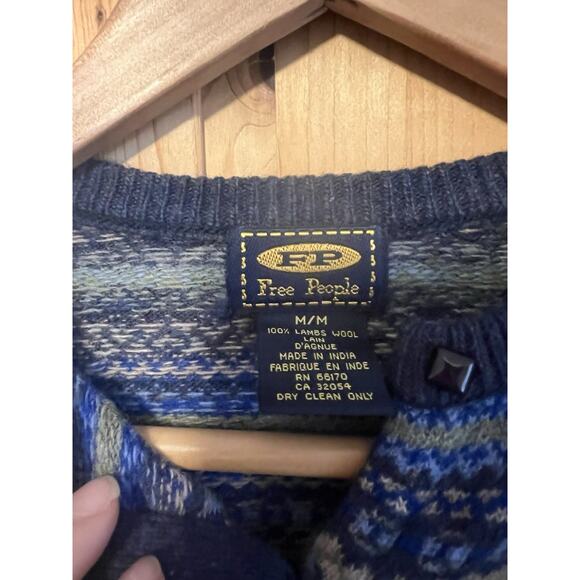 FP
Free People
M/M
100% LAMBS WOOL
LAIN
D'AGNUE
MADE IN INDIA
FABRIQUE EN INDE
RN 66170
CA 32054
DRY CLEAN ONLY